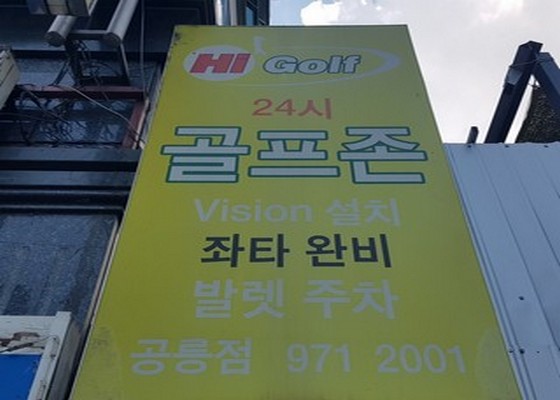 Hi Golf
24시
골프존
Vision 설치
좌타 완비
발렛 주차
공릉점 971 2001